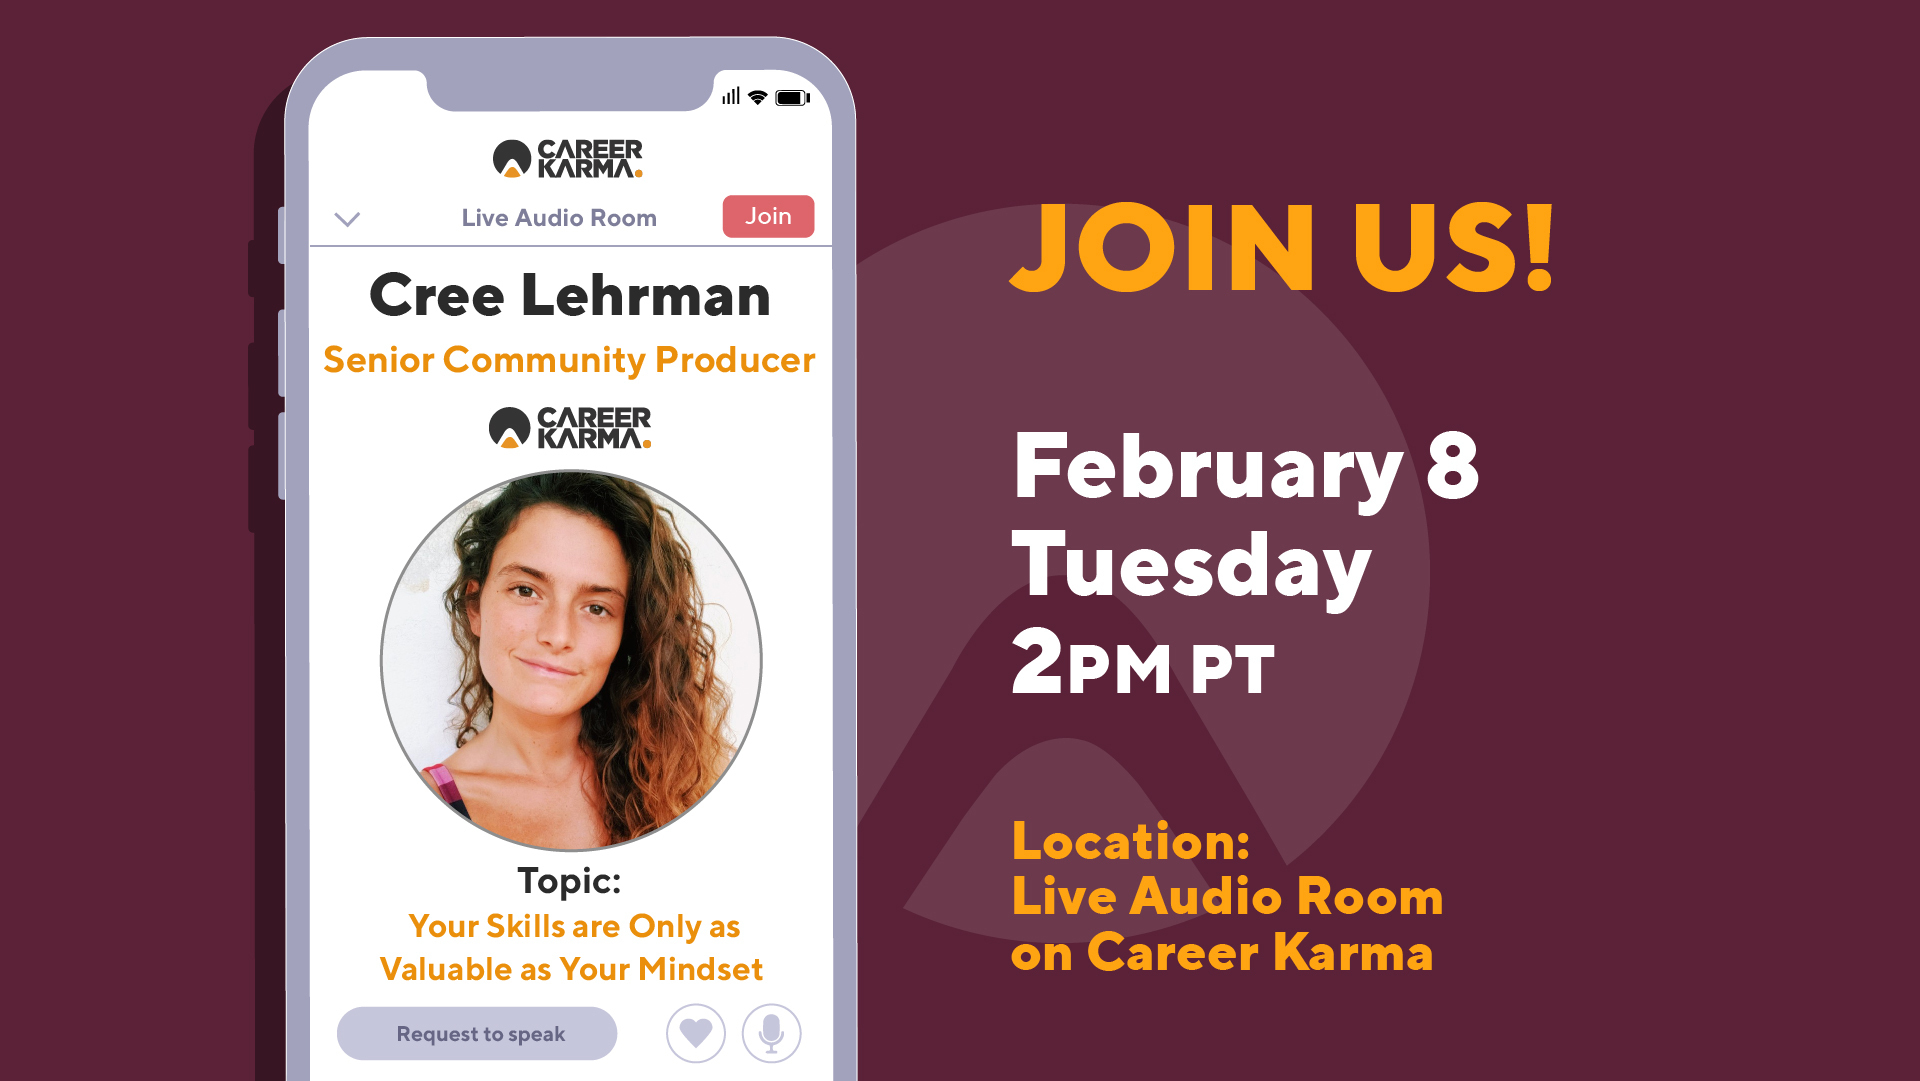 CAREER
KARMA.
Live Audio Room
Join
Cree Lehrman
Senior Community Producer
CAREER
KARMA.
Topic:
Your Skills are Only as
Valuable as Your Mindset
Request to speak
JOIN US!
February 8
Tuesday
2PM PT
Location:
Live Audio Room
on Career Karma